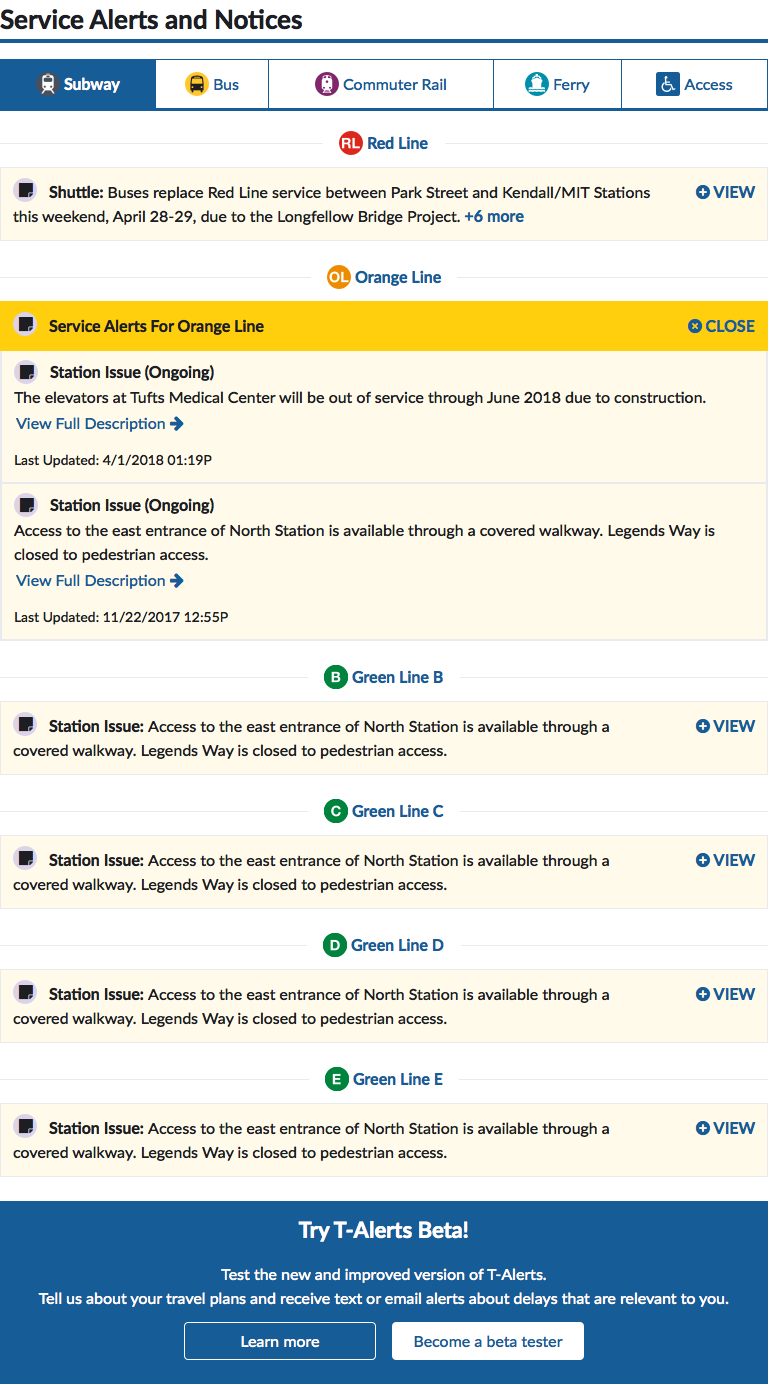 Service Alerts and Notices
Subway
Bus
Commuter Rail
Ferry
Access
RL Red Line
Shuttle: Buses replace Red Line service between Park Street and Kendall/MIT Stations
VIEW
this weekend, April 28-29, due to the Longfellow Bridge Project. +6 more
OL Orange Line
Service Alerts For Orange Line
CLOSE
Station Issue (Ongoing)
The elevators at Tufts Medical Center will be out of service through June 2018 due to construction.
View Full Description
Last Updated: 4/1/2018 01:19P
Station Issue (Ongoing)
Access to the east entrance of North Station is available through a covered walkway. Legends Way is
closed to pedestrian access.
View Full Description
Last Updated: 11/22/2017 12:55P
B Green Line B
Station Issue: Access to the east entrance of North Station is available through a
VIEW
covered walkway. Legends Way is closed to pedestrian access.
C Green Line C
Station Issue: Access to the east entrance of North Station is available through a
VIEW
covered walkway. Legends Way is closed to pedestrian access.
D Green Line D
Station Issue: Access to the east entrance of North Station is available through a
VIEW
covered walkway. Legends Way is closed to pedestrian access.
E Green Line E
Station Issue: Access to the east entrance of North Station is available through a
VIEW
covered walkway. Legends Way is closed to pedestrian access.
Try T-Alerts Beta!
Test the new and improved version of T-Alerts.
Tell us about your travel plans and receive text or email alerts about delays that are relevant to you.
Learn more
Become a beta tester